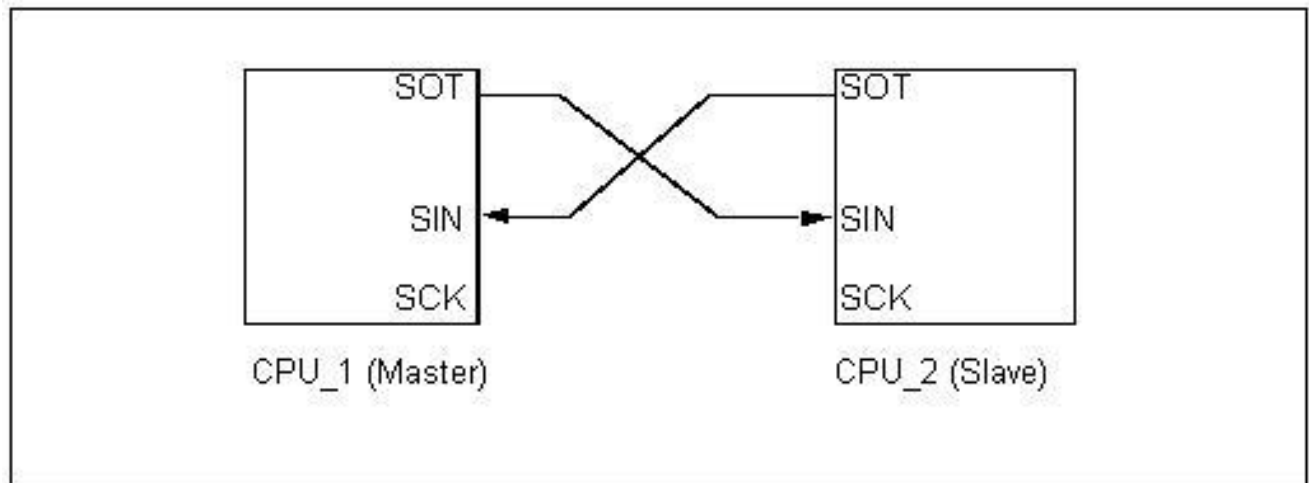 SOT
SIN
SCK
CPU_1 (Master)
SOT
SIN
SCK
CPU_2 (Slave)